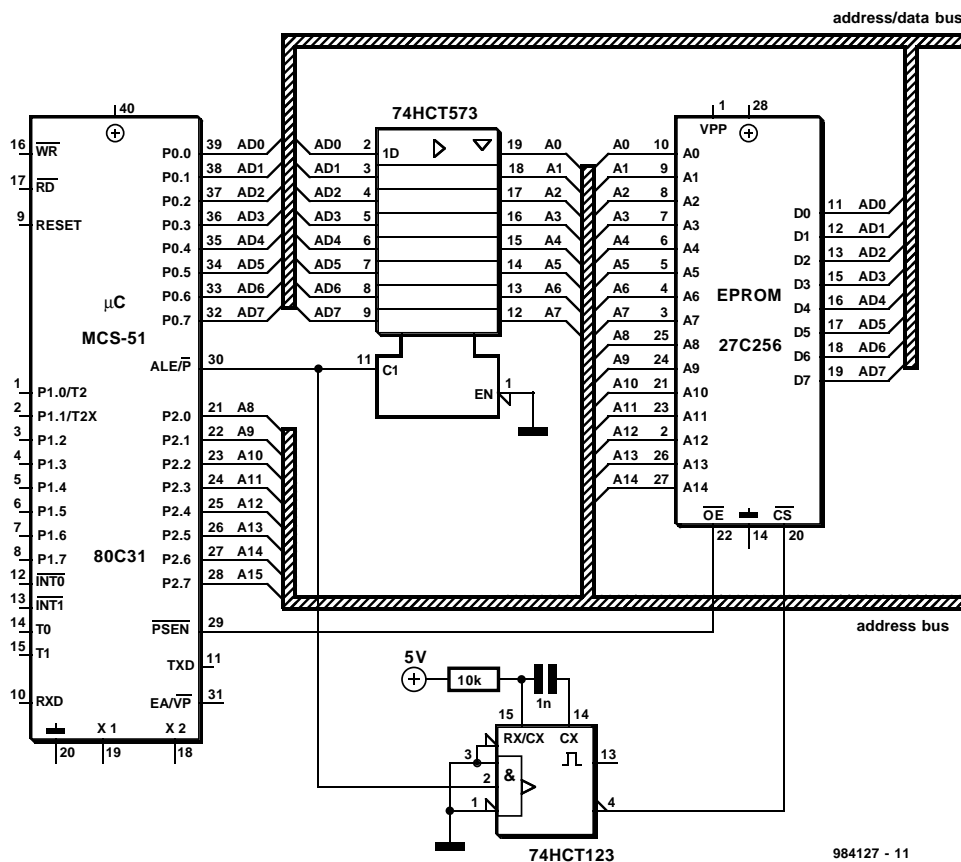 address/data bus
74HCT573
40
1
28
VPP
16
WR
P0.0
39
AD0
AD0
2
1D
19
A0
A0
10
A0
17
RD
P0.1
38
AD1
AD1
3
18
A1
A1
9
A1
P0.2
37
AD2
AD2
4
17
A2
A2
8
A2
9
RESET
P0.3
36
AD3
AD3
5
16
A3
A3
7
A3
P0.4
35
AD4
AD4
6
15
A4
A4
6
A4
P0.5
34
AD5
AD5
7
14
A5
A5
5
A5
P0.6
33
AD6
AD6
8
13
A6
A6
4
A6
P0.7
32
AD7
AD7
9
12
A7
A7
3
A7
A8
25
A8
A9
24
A9
A10
21
A10
A11
23
A11
A12
2
A12
A13
26
A13
A14
27
A14
D0
11
AD0
D1
12
AD1
D2
13
AD2
D3
15
AD3
D4
16
AD4
D5
17
AD5
D6
18
AD6
D7
19
AD7
EPROM
27C256
OE
CS
22
14
20
µC
MCS-51
ALE/P
30
11
C1
EN
1
1
P1.0/T2
2
P1.1/T2X
3
P1.2
4
P1.3
5
P1.4
6
P1.5
7
P1.6
8
P1.7
80C31
P2.0
21
A8
P2.1
22
A9
P2.2
23
A10
P2.3
24
A11
P2.4
25
A12
P2.5
26
A13
P2.6
27
A14
P2.7
28
A15
12
INT0
13
INT1
14
T0
15
T1
PSEN
29
TXD
11
10
RXD
EA/VP
31
X1
X2
20
19
18
address bus
5V
10k
1n
15
14
RX/CX
CX
3
13
&
2
1
4
74HCT123
984127 - 11